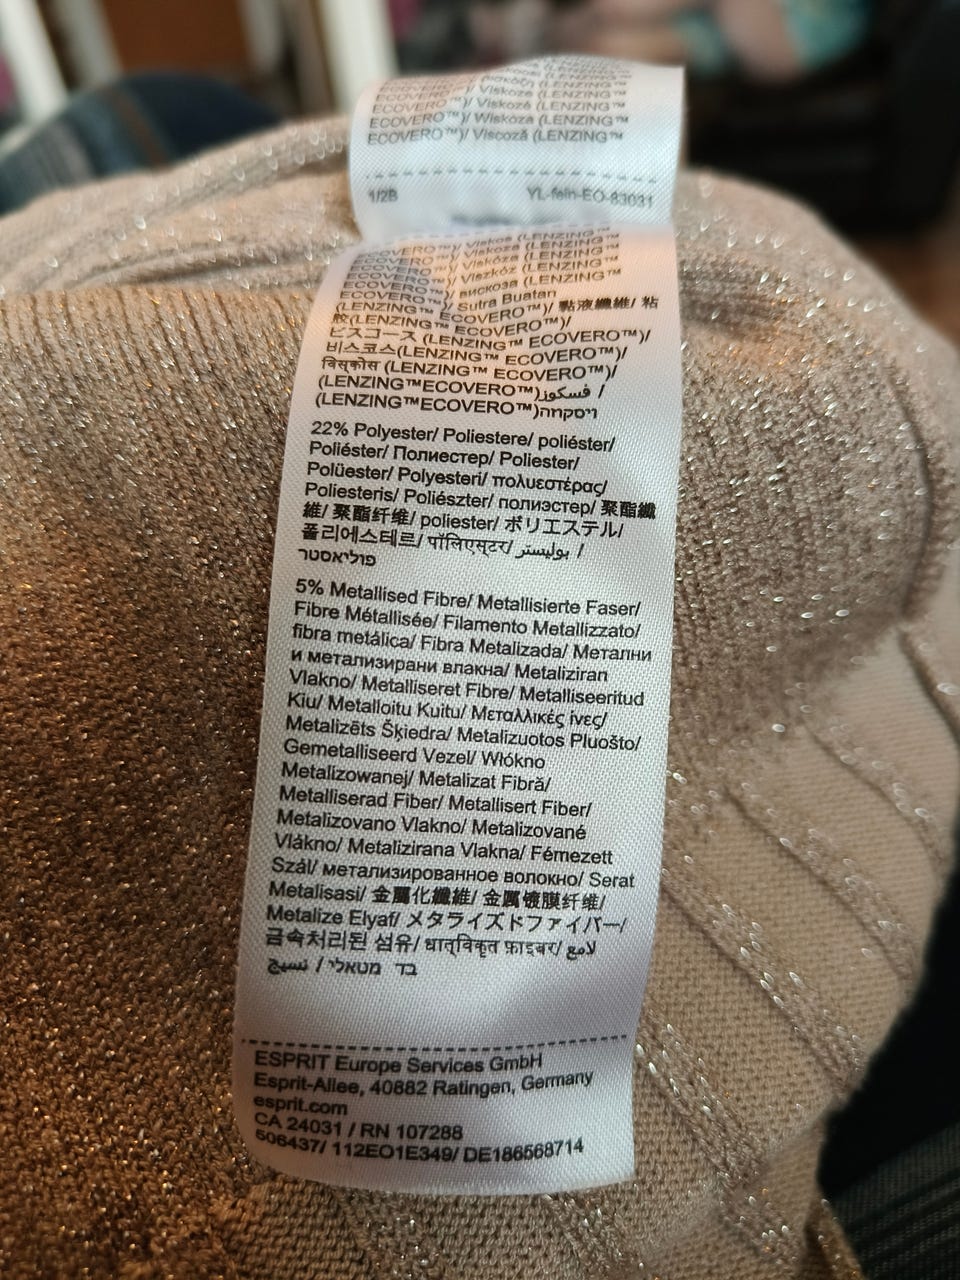 ECOVERO™)/ Viskoze (LENZING™
ECOVERO™)/ Wiskoza (LENZING™
ECOVERO™)/ Viscoză (LENZING™
1/2B YL-fein-EO-83031
ECOVERO™)/ Viskos (LENZING™
ECOVERO™)/ Viskoza (LENZING™
ECOVERO™)/ Viszkóz (LENZING™
ECOVERO™)/ вискоза (LENZING™
ECOVERO™)/ Sutra Buatan
(LENZING™ ECOVERO™)/ 黏液纖維/ 粘
胶(LENZING™ ECOVERO™)/
ビスコース (LENZING™ ECOVERO™)/
비스코스(LENZING™ ECOVERO™)/
विस्कोस (LENZING™ ECOVERO™)/
(LENZING™ECOVERO™)فسكوز /
(LENZING™ECOVERO™)ויסקוזה
22% Polyester/ Poliestere/ poliéster/
Poliéster/ Полиестер/ Poliester/
Polüester/ Polyesteri/ πολυεστέρας/
Poliesteris/ Poliészter/ полиэстер/ 聚酯纖
維/ 聚酯纤维/ poliester/ ポリエステル/
폴리에스테르/ पॉलिएस्टर/ بوليستر /
פוליאסטר
5% Metallised Fibre/ Metallisierte Faser/
Fibre Métallisée/ Filamento Metallizzato/
fibra metálica/ Fibra Metalizada/ Метални
и метализирани влакна/ Metaliziran
Vlakno/ Metalliseret Fibre/ Metalliseeritud
Kiu/ Metalloitu Kuitu/ Μεταλλικές ίνες/
Metalizēts Šķiedra/ Metalizuotos Pluošto/
Gemetalliseerd Vezel/ Włókno
Metalizowanej/ Metalizat Fibră/
Metalliserad Fiber/ Metallisert Fiber/
Metalizovano Vlakno/ Metalizované
Vlákno/ Metalizirana Vlakna/ Fémezett
Szál/ метализированное волокно/ Serat
Metalisasi/ 金屬化纖維/ 金属镀膜纤维/
Metalize Elyaf/ メタライズドファイバー/
금속처리된 섬유/ धातुविकृत फ़ाइबर/ لامع
نسيج / בד מטאלי
ESPRIT Europe Services GmbH
Esprit-Allee, 40882 Ratingen, Germany
esprit.com
CA 24031 / RN 107288
506437/ 112EO1E349/ DE186568714